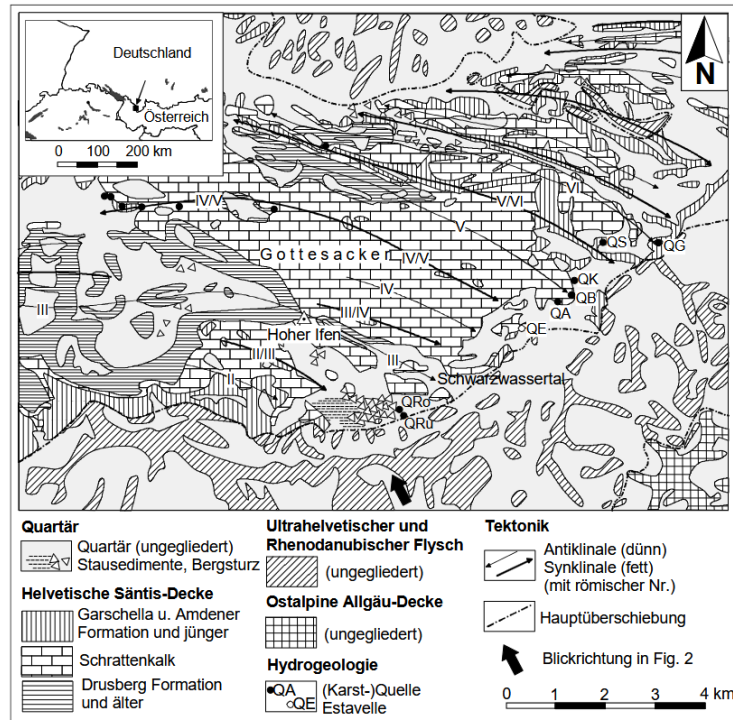 Deutschland
Österreich
0 100 200 km
N
VI
IV/V
V/VI
V
QS
QG
Gottesacker
IV/V
QK
IV
QB
QA
III
III/IV
QE
Hoher Ifen
II/III
III
Schwarzwassertal
II
QRo
QRu
Quartär
Quartär (ungegliedert)
Stausedimente, Bergsturz
Helvetische Säntis-Decke
Garschella u. Amdener
Formation und jünger
Schrattenkalk
Drusberg Formation
und älter
Ultrahelvetischer und
Rhenodanubischer Flysch
(ungegliedert)
Ostalpine Allgäu-Decke
(ungegliedert)
Hydrogeologie
QA (Karst-)Quelle
QE Estavelle
Tektonik
Antiklinale (dünn)
Synklinale (fett)
(mit römischer Nr.)
Hauptüberschiebung
Blickrichtung in Fig. 2
0 1 2 3 4 km